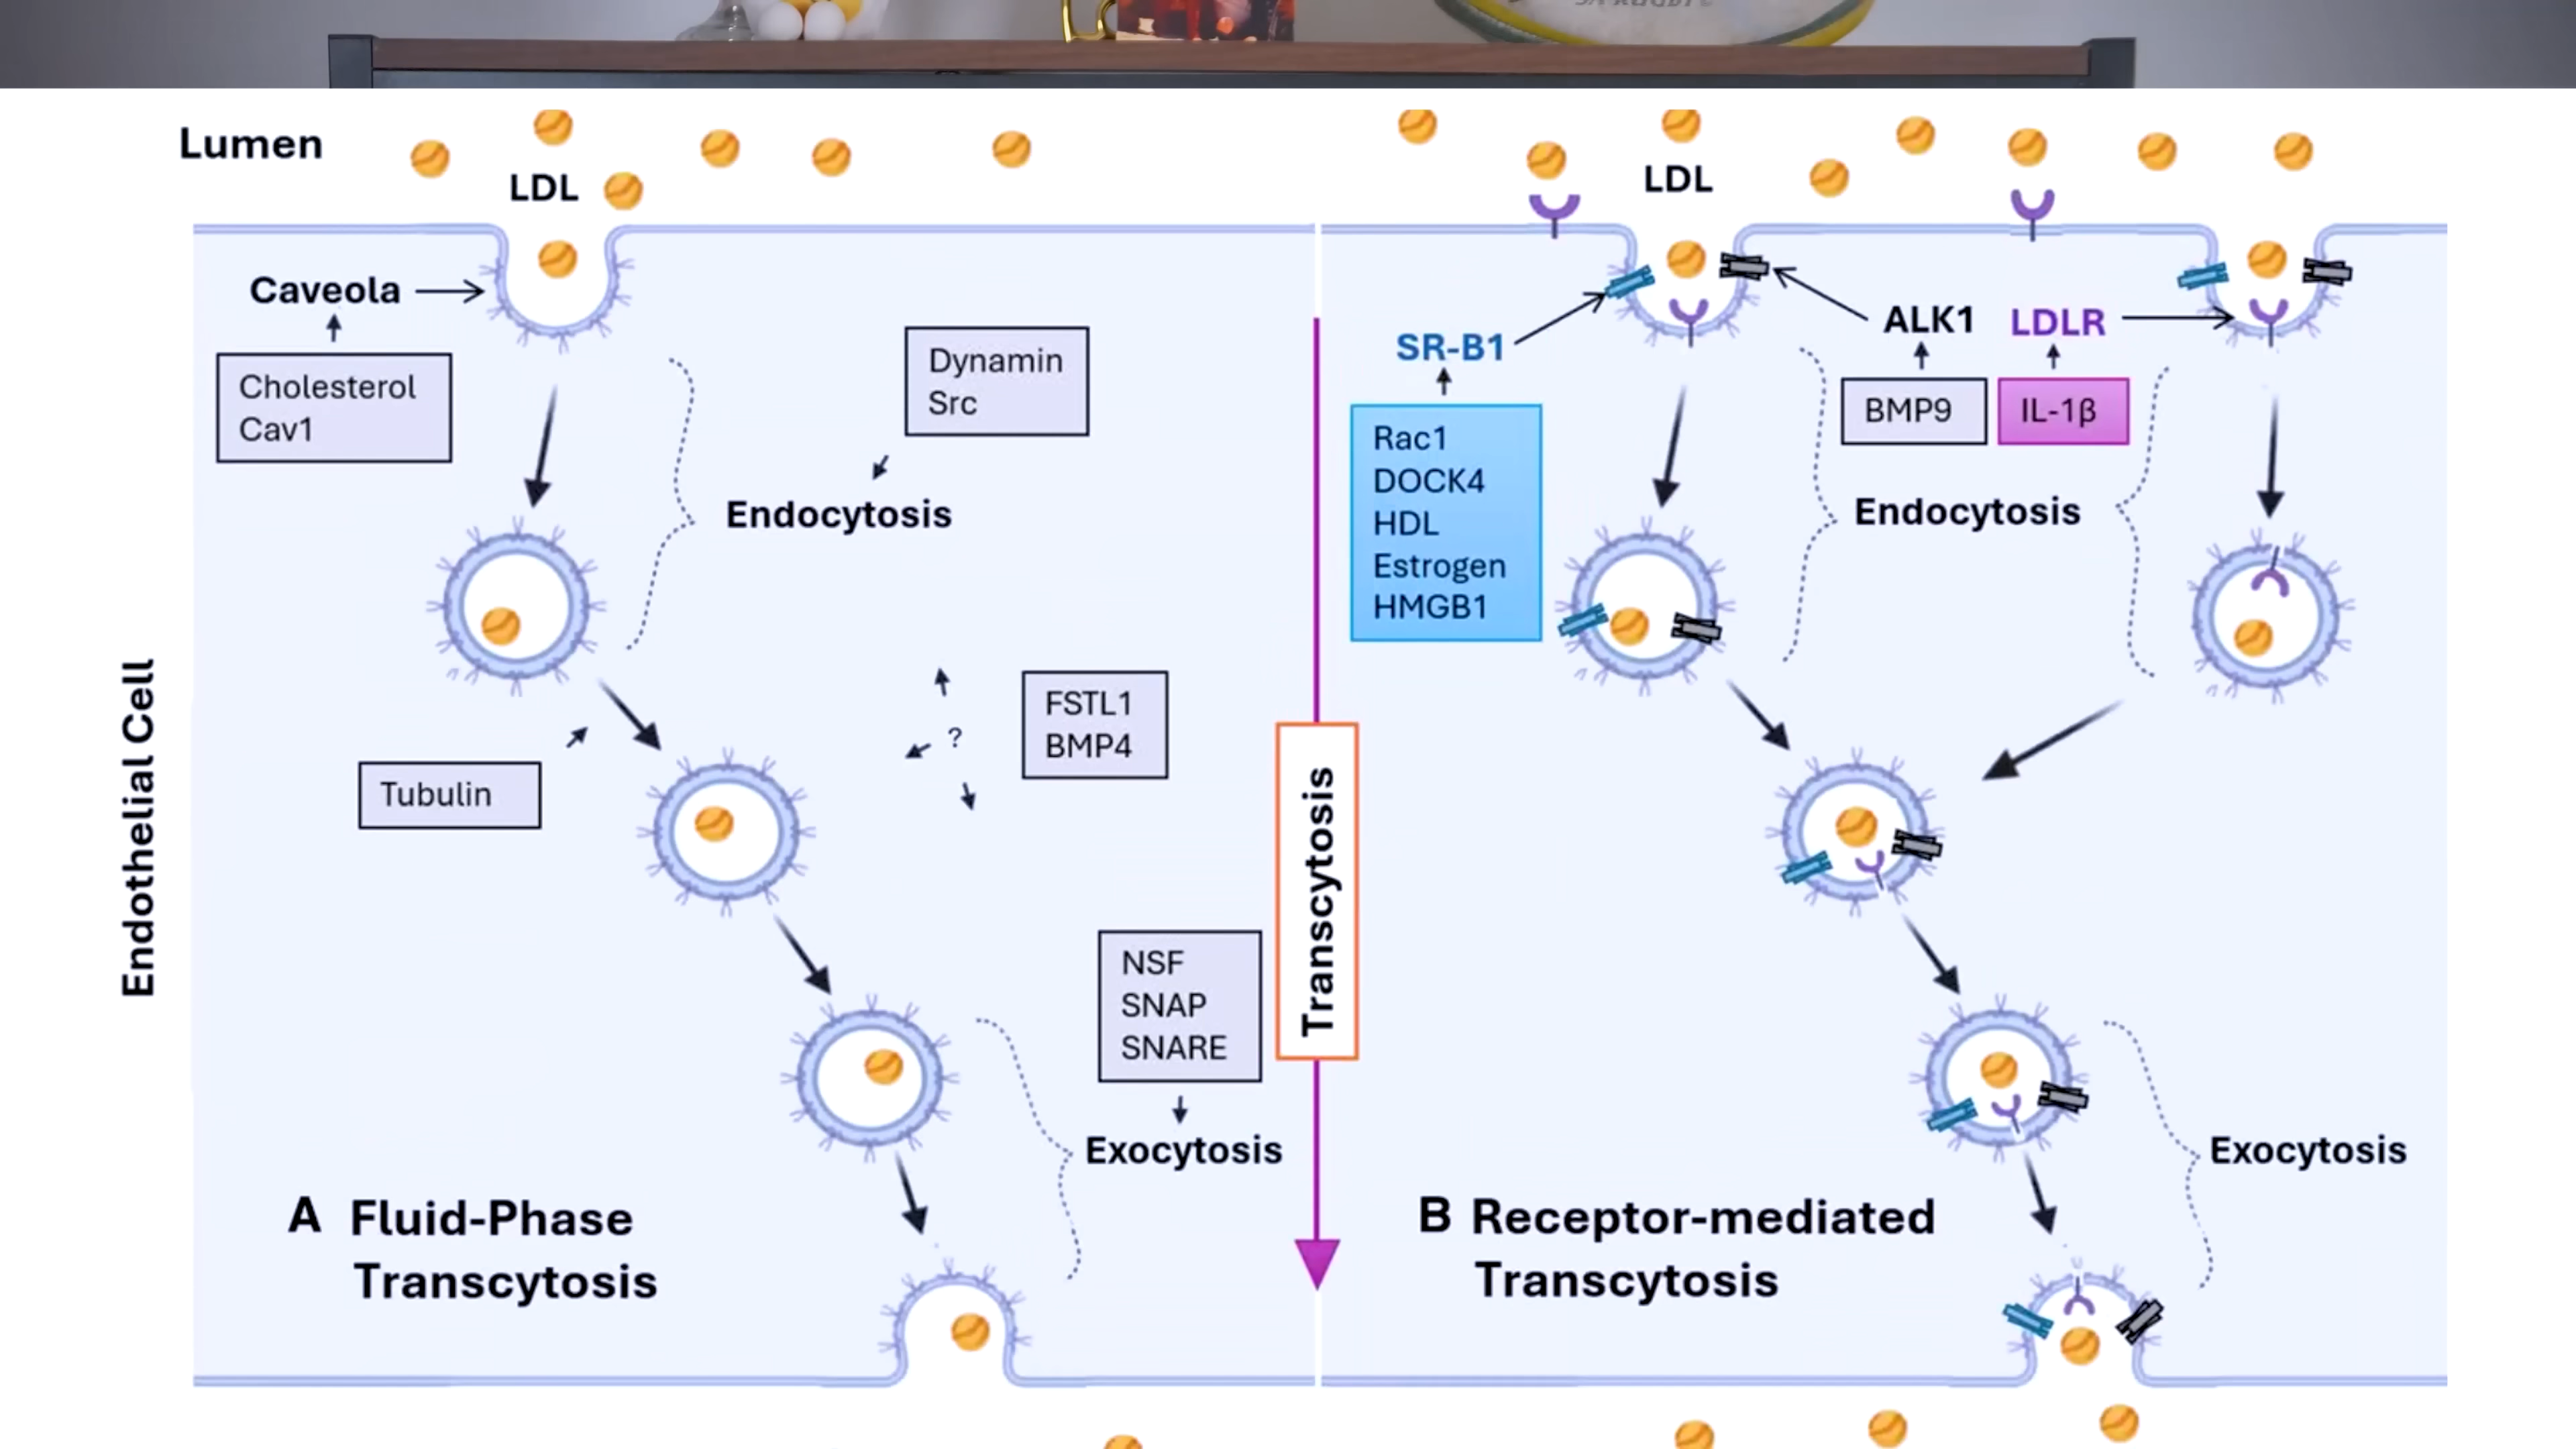 SA RUGBY©
Lumen
LDL
Caveola
Cholesterol
Cav1
Dynamin
Src
Endocytosis
Tubulin
FSTL1
BMP4
?
NSF
SNAP
SNARE
Exocytosis
A Fluid-Phase
Transcytosis
Endothelial Cell
Transcytosis
LDL
SR-B1
Rac1
DOCK4
HDL
Estrogen
HMGB1
ALK1
BMP9
LDLR
IL-1β
Endocytosis
Exocytosis
B Receptor-mediated
Transcytosis